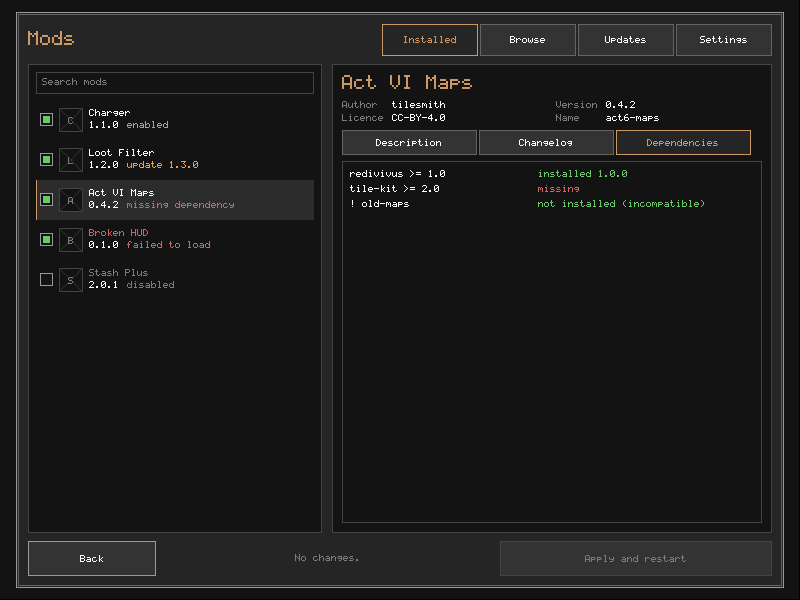 Mods
Installed
Browse
Updates
Settings
Search mods
C
Charger
1.1.0 enabled
L
Loot Filter
1.2.0 update 1.3.0
A
Act VI Maps
0.4.2 missing dependency
B
Broken HUD
0.1.0 failed to load
S
Stash Plus
2.0.1 disabled
Act VI Maps
Author tilesmith Version 0.4.2
Licence CC-BY-4.0 Name act6-maps
Description
Changelog
Dependencies
redivivus >= 1.0 installed 1.0.0
tile-kit >= 2.0 missing
! old-maps not installed (incompatible)
Back
No changes.
Apply and restart